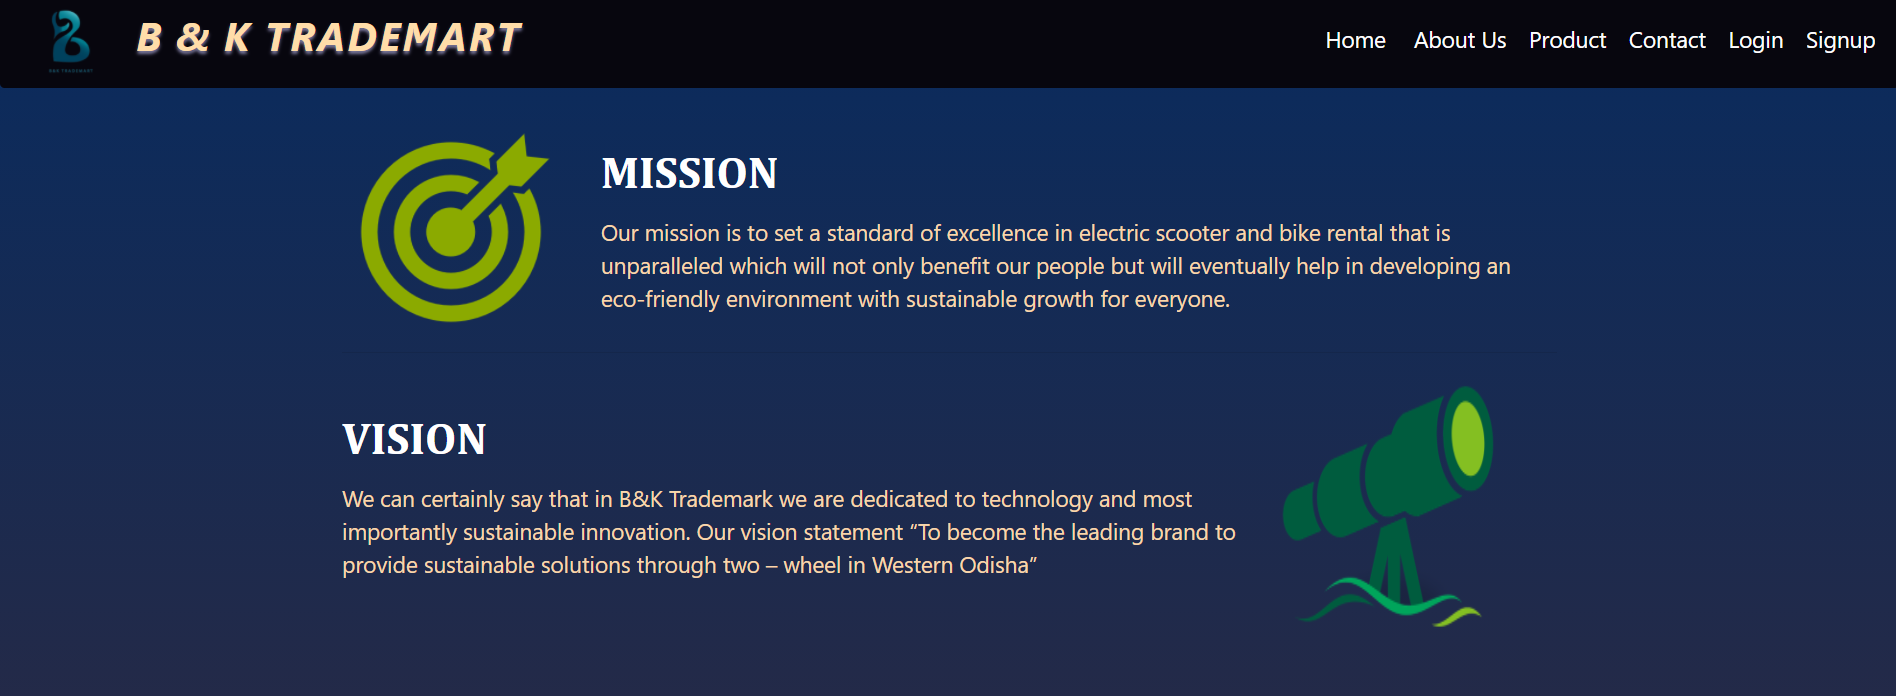 B & K TRADEMART
B&K TRADEMART
Home About Us Product Contact Login Signup
MISSION
Our mission is to set a standard of excellence in electric scooter and bike rental that is
unparalleled which will not only benefit our people but will eventually help in developing an
eco-friendly environment with sustainable growth for everyone.
VISION
We can certainly say that in B&K Trademark we are dedicated to technology and most
importantly sustainable innovation. Our vision statement “To become the leading brand to
provide sustainable solutions through two – wheel in Western Odisha”